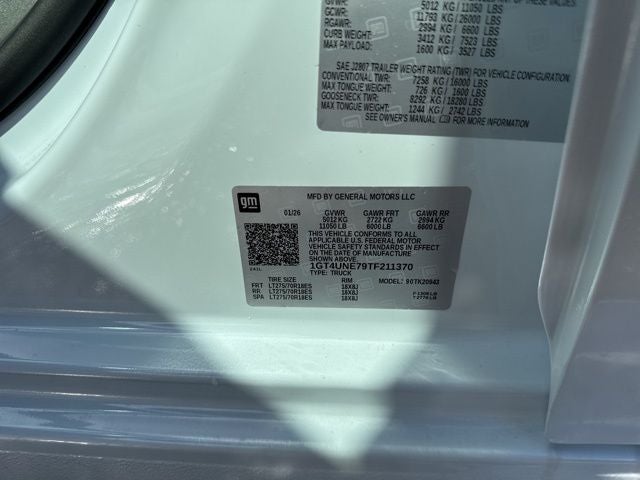 GVWR: 5012 KG / 11050 LBS
GCWR: 11793 KG / 26000 LBS
RGAWR: 2994 KG / 6600 LBS
CURB WEIGHT: 3412 KG / 7523 LBS
MAX PAYLOAD: 1600 KG / 3527 LBS
SAE J2807 TRAILER WEIGHT RATING (TWR) FOR VEHICLE CONFIGURATION:
CONVENTIONAL TWR: 7258 KG / 16000 LBS
MAX TONGUE WEIGHT: 726 KG / 1600 LBS
GOOSENECK TWR: 8292 KG / 18280 LBS
MAX TONGUE WEIGHT: 1244 KG / 2742 LBS
SEE OWNER'S MANUAL FOR MORE INFORMATION
gm
MFD BY GENERAL MOTORS LLC
01/26 GVWR GAWR FRT GAWR RR
5012 KG 2722 KG 2994 KG
11050 LB 6000 LB 6600 LB
THIS VEHICLE CONFORMS TO ALL
APPLICABLE U.S. FEDERAL MOTOR
VEHICLE SAFETY STANDARDS IN EFFECT
ON THE DATE OF MANUFACTURE
SHOWN ABOVE.
1GT4UNE79TF211370
TYPE: TRUCK
TIRE SIZE RIM MODEL: 90TK20943
FRT LT275/70R18ES 18X8J
RR LT275/70R18ES 18X8J
SPA LT275/70R18ES 18X8J